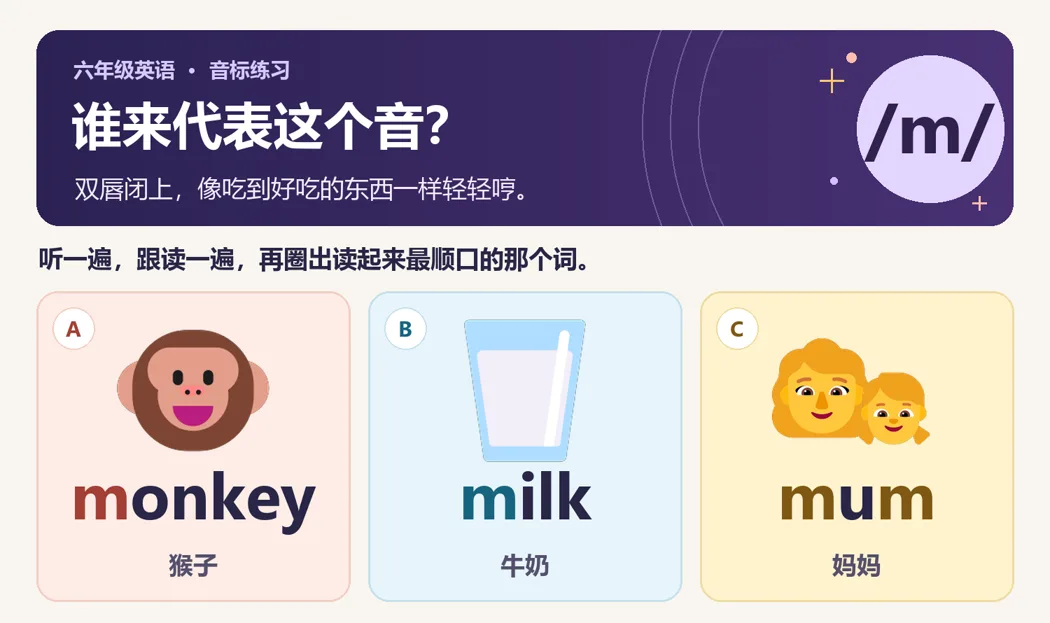 六年级英语 · 音标练习
谁来代表这个音?
双唇闭上，像吃到好吃的东西一样轻轻哼。
/m/
听一遍，跟读一遍，再圈出读起来最顺口的那个词。
A
monkey
猴子
B
milk
牛奶
C
mum
妈妈